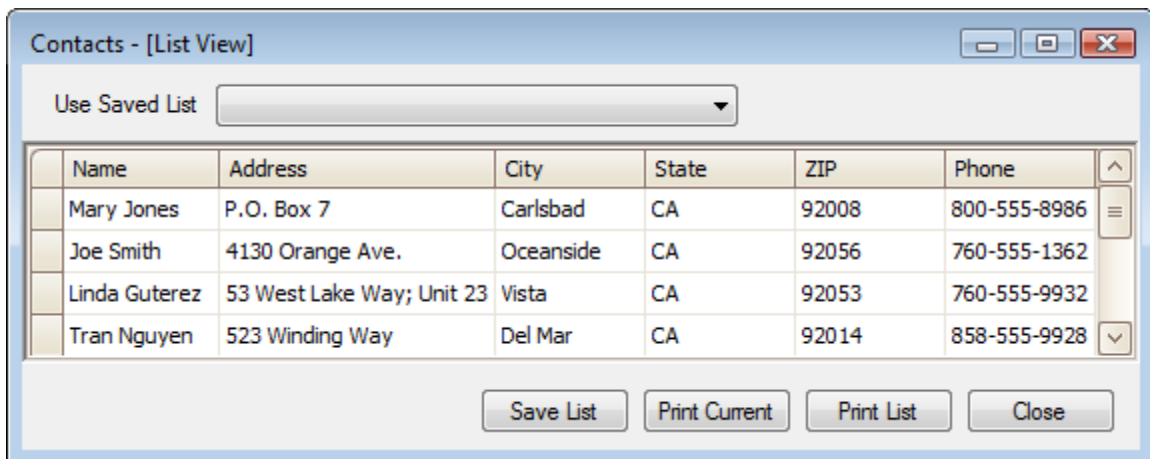 Contacts - [List View]
Use Saved List
Name Address City State ZIP Phone
Mary Jones P.O. Box 7 Carlsbad CA 92008 800-555-8986
Joe Smith 4130 Orange Ave. Oceanside CA 92056 760-555-1362
Linda Guterez 53 West Lake Way; Unit 23 Vista CA 92053 760-555-9932
Tran Nguyen 523 Winding Way Del Mar CA 92014 858-555-9928
Save List Print Current Print List Close